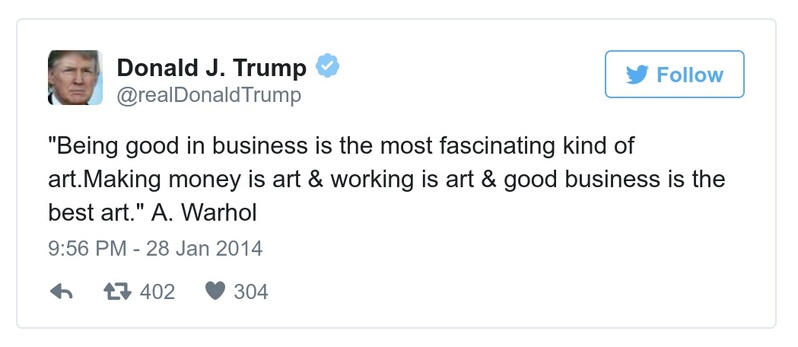 Donald J. Trump
@realDonaldTrump
Follow
"Being good in business is the most fascinating kind of
art.Making money is art & working is art & good business is the
best art." A. Warhol
9:56 PM - 28 Jan 2014
402 304